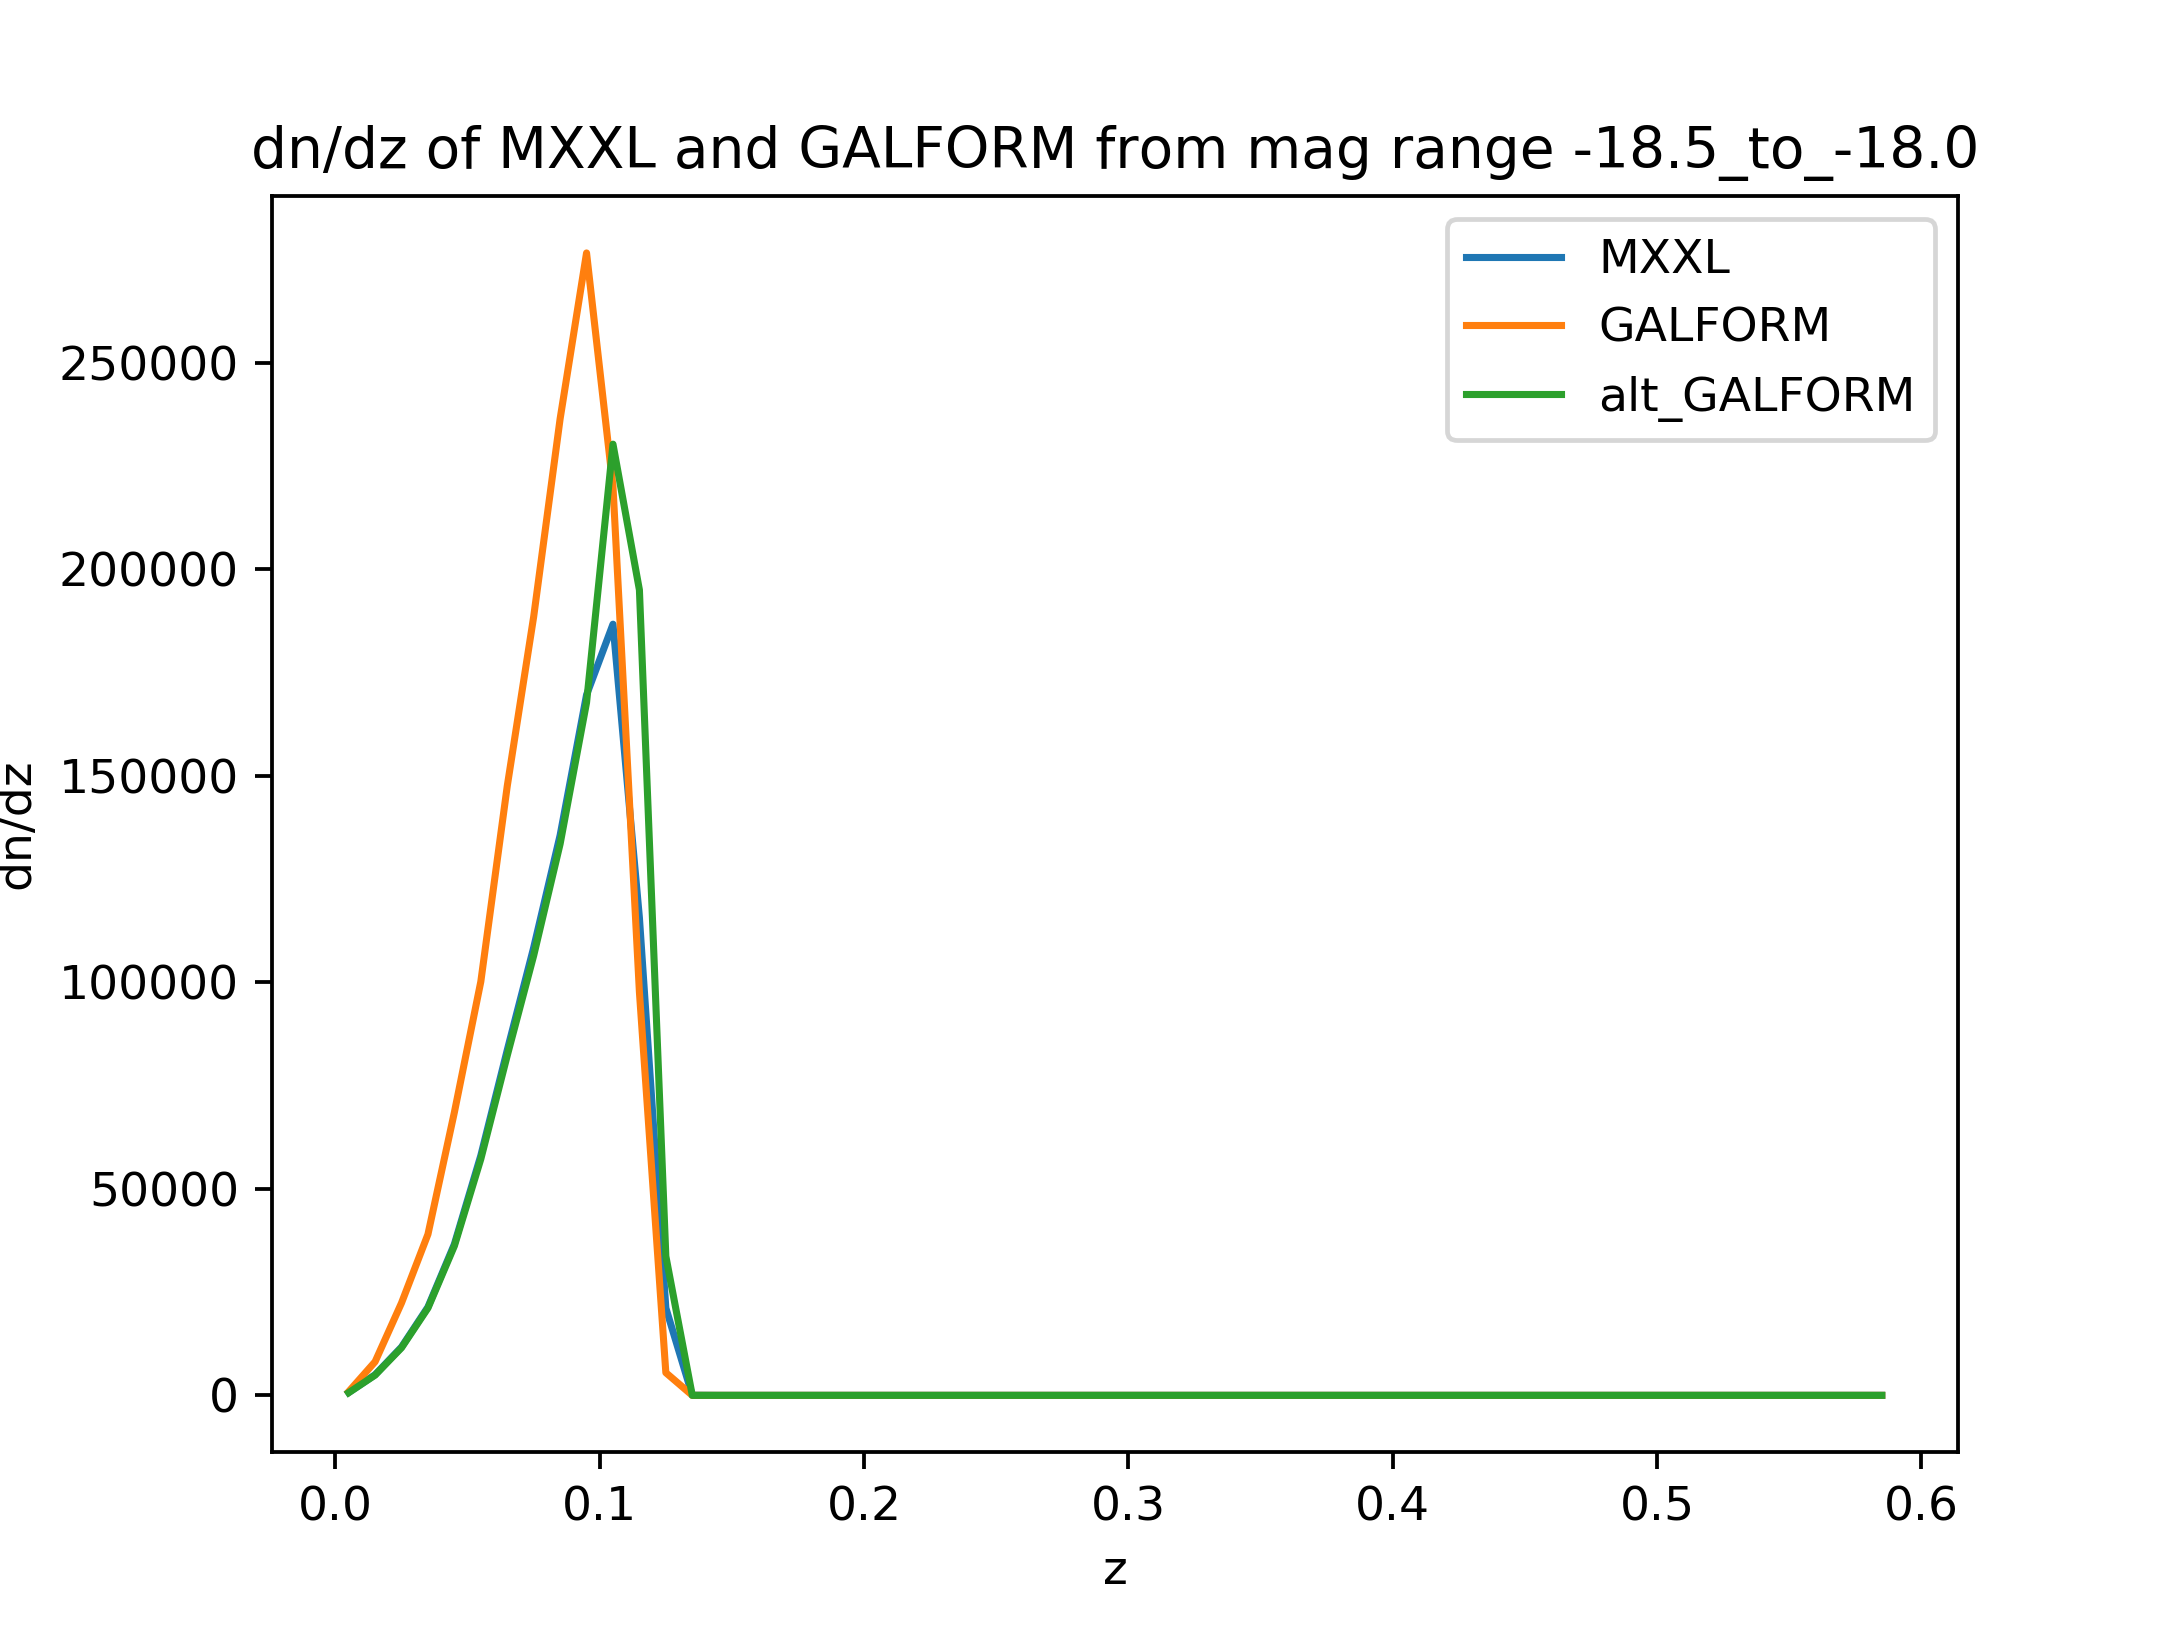 dn/dz of MXXL and GALFORM from mag range -18.5_to_-18.0
MXXL
GALFORM
alt_GALFORM
250000
200000
150000
100000
50000
0
dn/dz
0.0 0.1 0.2 0.3 0.4 0.5 0.6
z